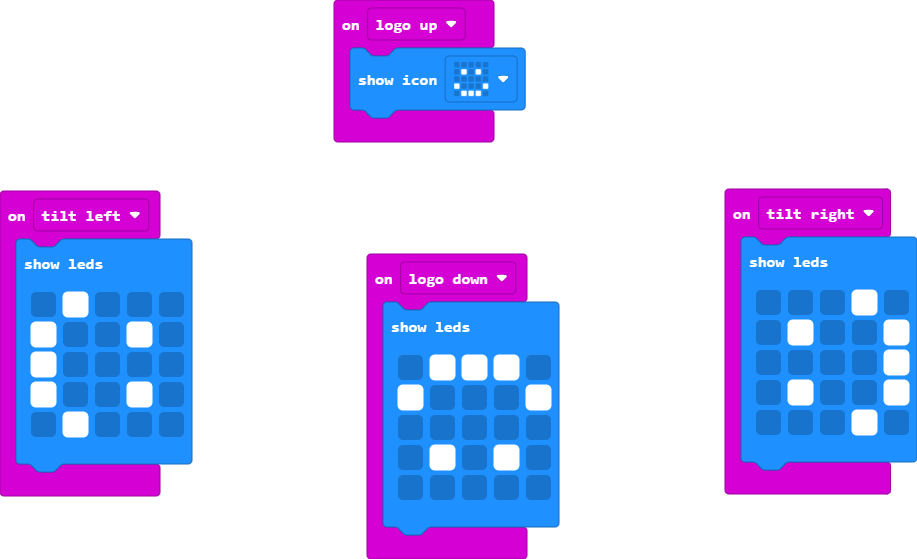 on logo up
show icon
on tilt left
show leds
on logo down
show leds
on tilt right
show leds